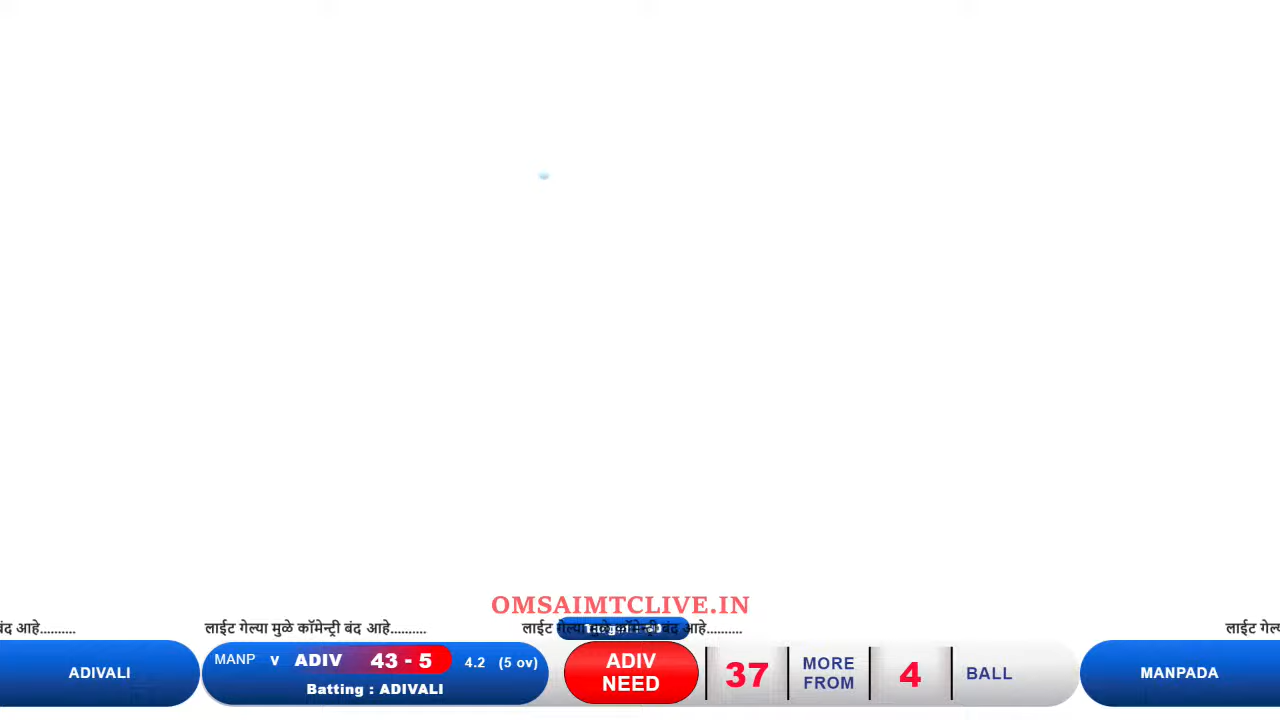 OMSAIMTCLIVE.IN
बंद आहे..........
लाईट गेल्या मुळे कॉमेन्ट्री बंद आहे..........
लाईट गेल्या मुळे कॉमेन्ट्री बंद आहे..........
लाईट गेल्
ADIVALI
MANP v ADIV 43 - 5 4.2 (5 ov)
Batting : ADIVALI
ADIV
NEED
37
MORE
FROM
4
BALL
MANPADA